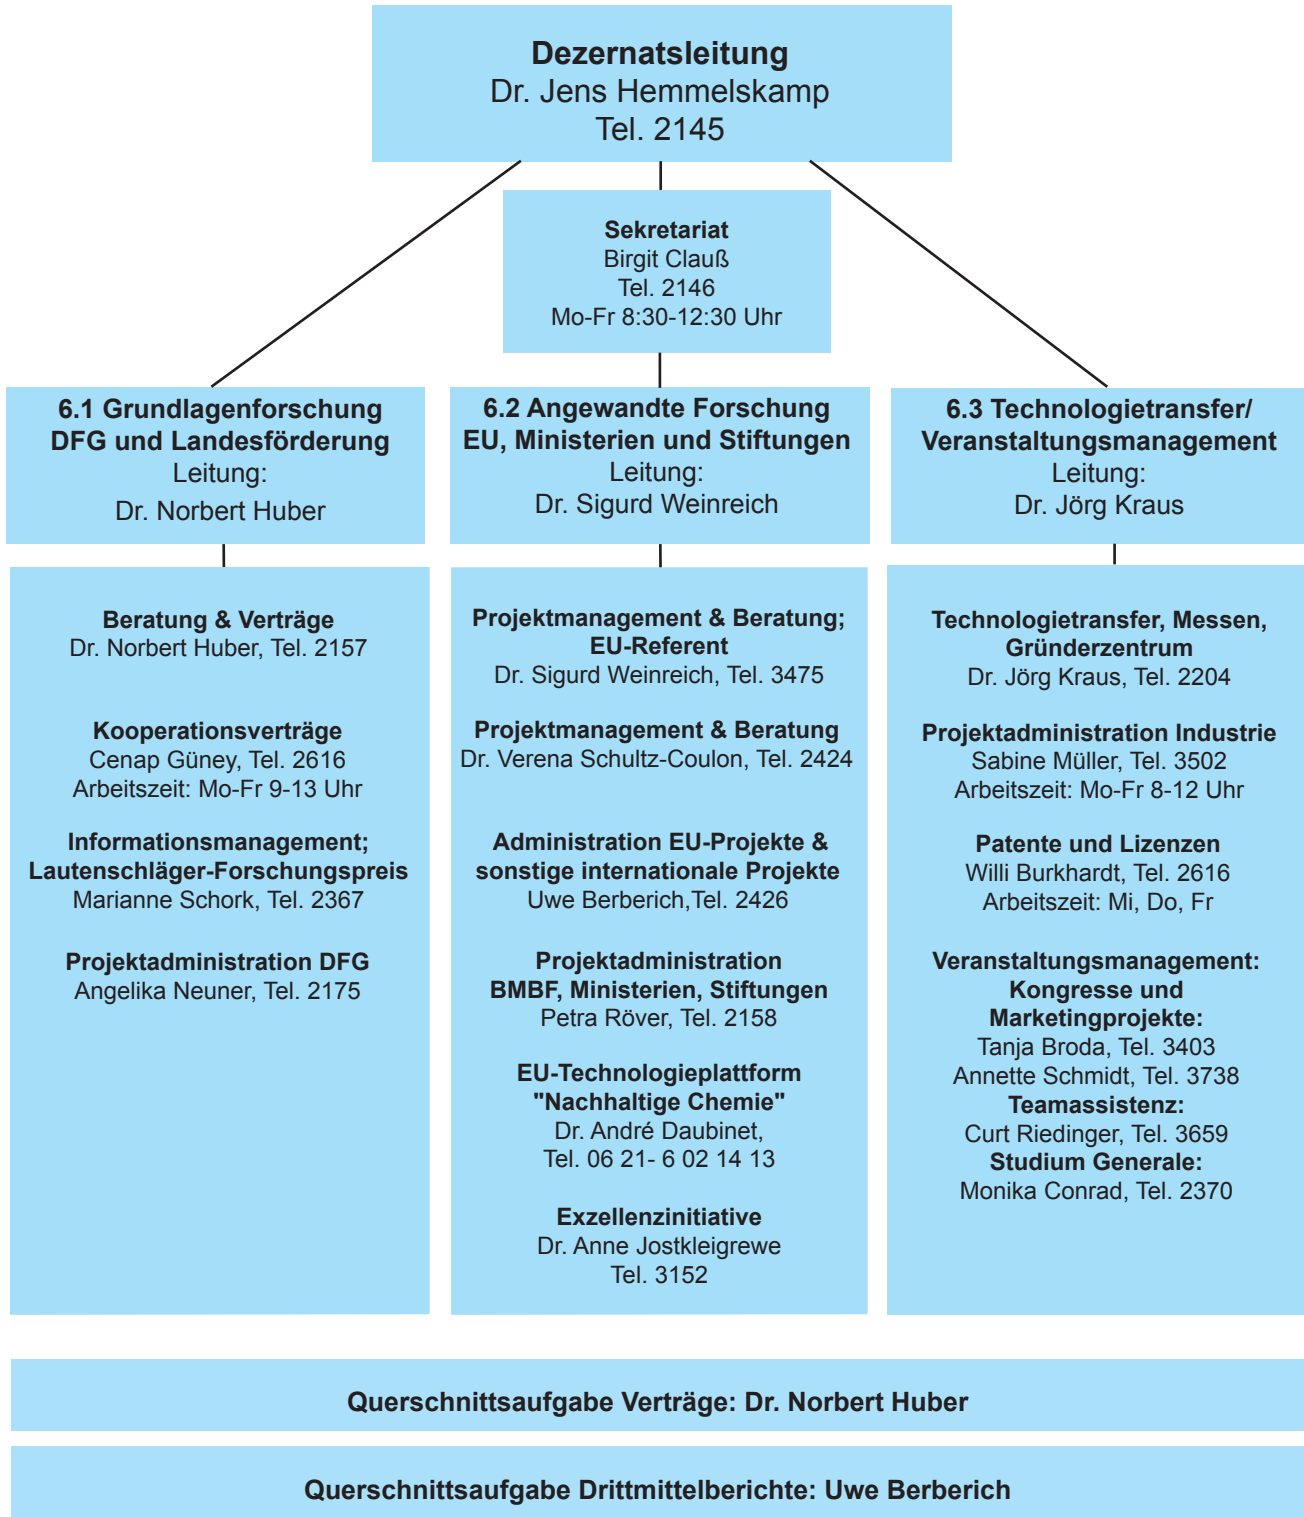 Dezernatsleitung
Dr. Jens Hemmelskamp
Tel. 2145
Sekretariat
Birgit Clauß
Tel. 2146
Mo-Fr 8:30-12:30 Uhr
6.1 Grundlagenforschung
DFG und Landesförderung
Leitung:
Dr. Norbert Huber
6.2 Angewandte Forschung
EU, Ministerien und Stiftungen
Leitung:
Dr. Sigurd Weinreich
6.3 Technologietransfer/
Veranstaltungsmanagement
Leitung:
Dr. Jörg Kraus
Beratung & Verträge
Dr. Norbert Huber, Tel. 2157
Kooperationsverträge
Cenap Güney, Tel. 2616
Arbeitszeit: Mo-Fr 9-13 Uhr
Informationsmanagement;
Lautenschläger-Forschungspreis
Marianne Schork, Tel. 2367
Projektadministration DFG
Angelika Neuner, Tel. 2175
Projektmanagement & Beratung;
EU-Referent
Dr. Sigurd Weinreich, Tel. 3475
Projektmanagement & Beratung
Dr. Verena Schultz-Coulon, Tel. 2424
Administration EU-Projekte &
sonstige internationale Projekte
Uwe Berberich,Tel. 2426
Projektadministration
BMBF, Ministerien, Stiftungen
Petra Röver, Tel. 2158
EU-Technologieplattform
"Nachhaltige Chemie"
Dr. André Daubinet,
Tel. 06 21- 6 02 14 13
Exzellenzinitiative
Dr. Anne Jostkleigrewe
Tel. 3152
Technologietransfer, Messen,
Gründerzentrum
Dr. Jörg Kraus, Tel. 2204
Projektadministration Industrie
Sabine Müller, Tel. 3502
Arbeitszeit: Mo-Fr 8-12 Uhr
Patente und Lizenzen
Willi Burkhardt, Tel. 2616
Arbeitszeit: Mi, Do, Fr
Veranstaltungsmanagement:
Kongresse und
Marketingprojekte:
Tanja Broda, Tel. 3403
Annette Schmidt, Tel. 3738
Teamassistenz:
Curt Riedinger, Tel. 3659
Studium Generale:
Monika Conrad, Tel. 2370
Querschnittsaufgabe Verträge: Dr. Norbert Huber
Querschnittsaufgabe Drittmittelberichte: Uwe Berberich